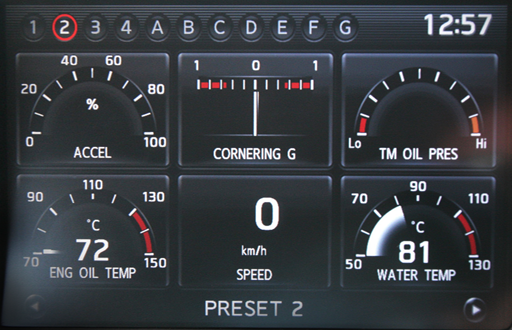 1 2 3 4 A B C D E F G 12:57
0 20 40 60 80 100
%
ACCEL
1 0 1
CORNERING G
Lo Hi
TM OIL PRES
70 90 110 130 150
°C
72
ENG OIL TEMP
0
km/h
SPEED
50 70 90 110 130
°C
81
WATER TEMP
PRESET 2